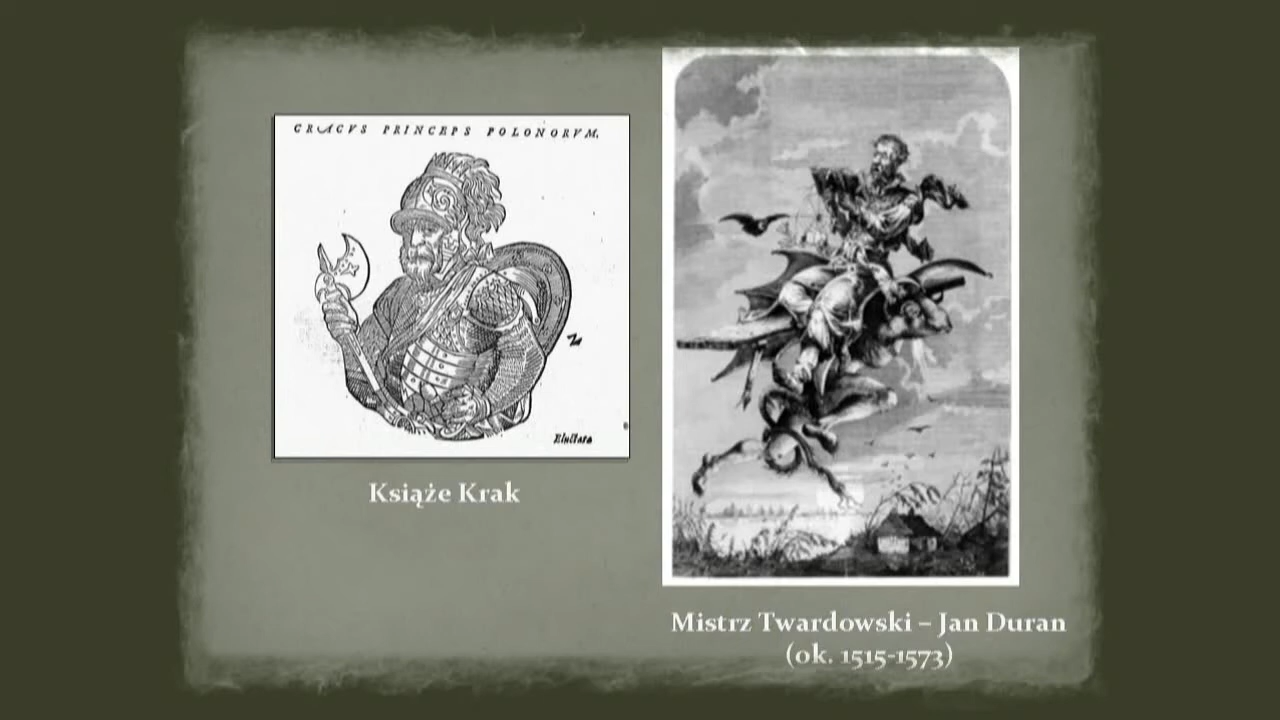 CRACVS PRINCEPS POLONORVM.
Książe Krak
Mistrz Twardowski – Jan Duran
(ok. 1515-1573)